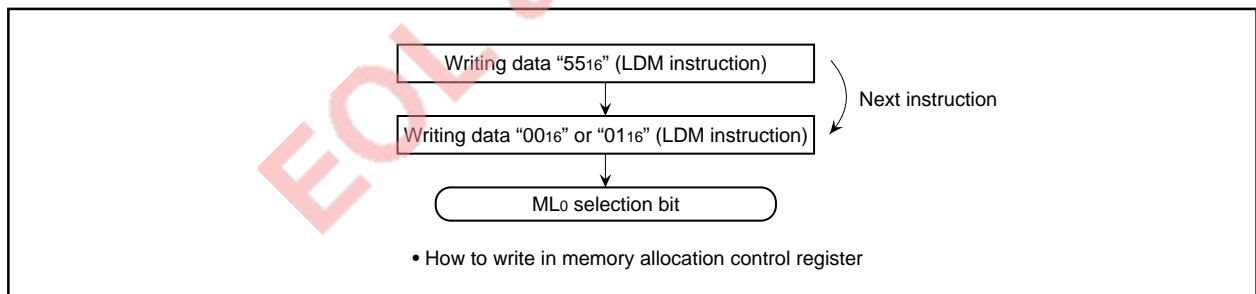 Writing data “5516” (LDM instruction)
Next instruction
Writing data “0016” or “0116” (LDM instruction)
ML0 selection bit
• How to write in memory allocation control register
EOL